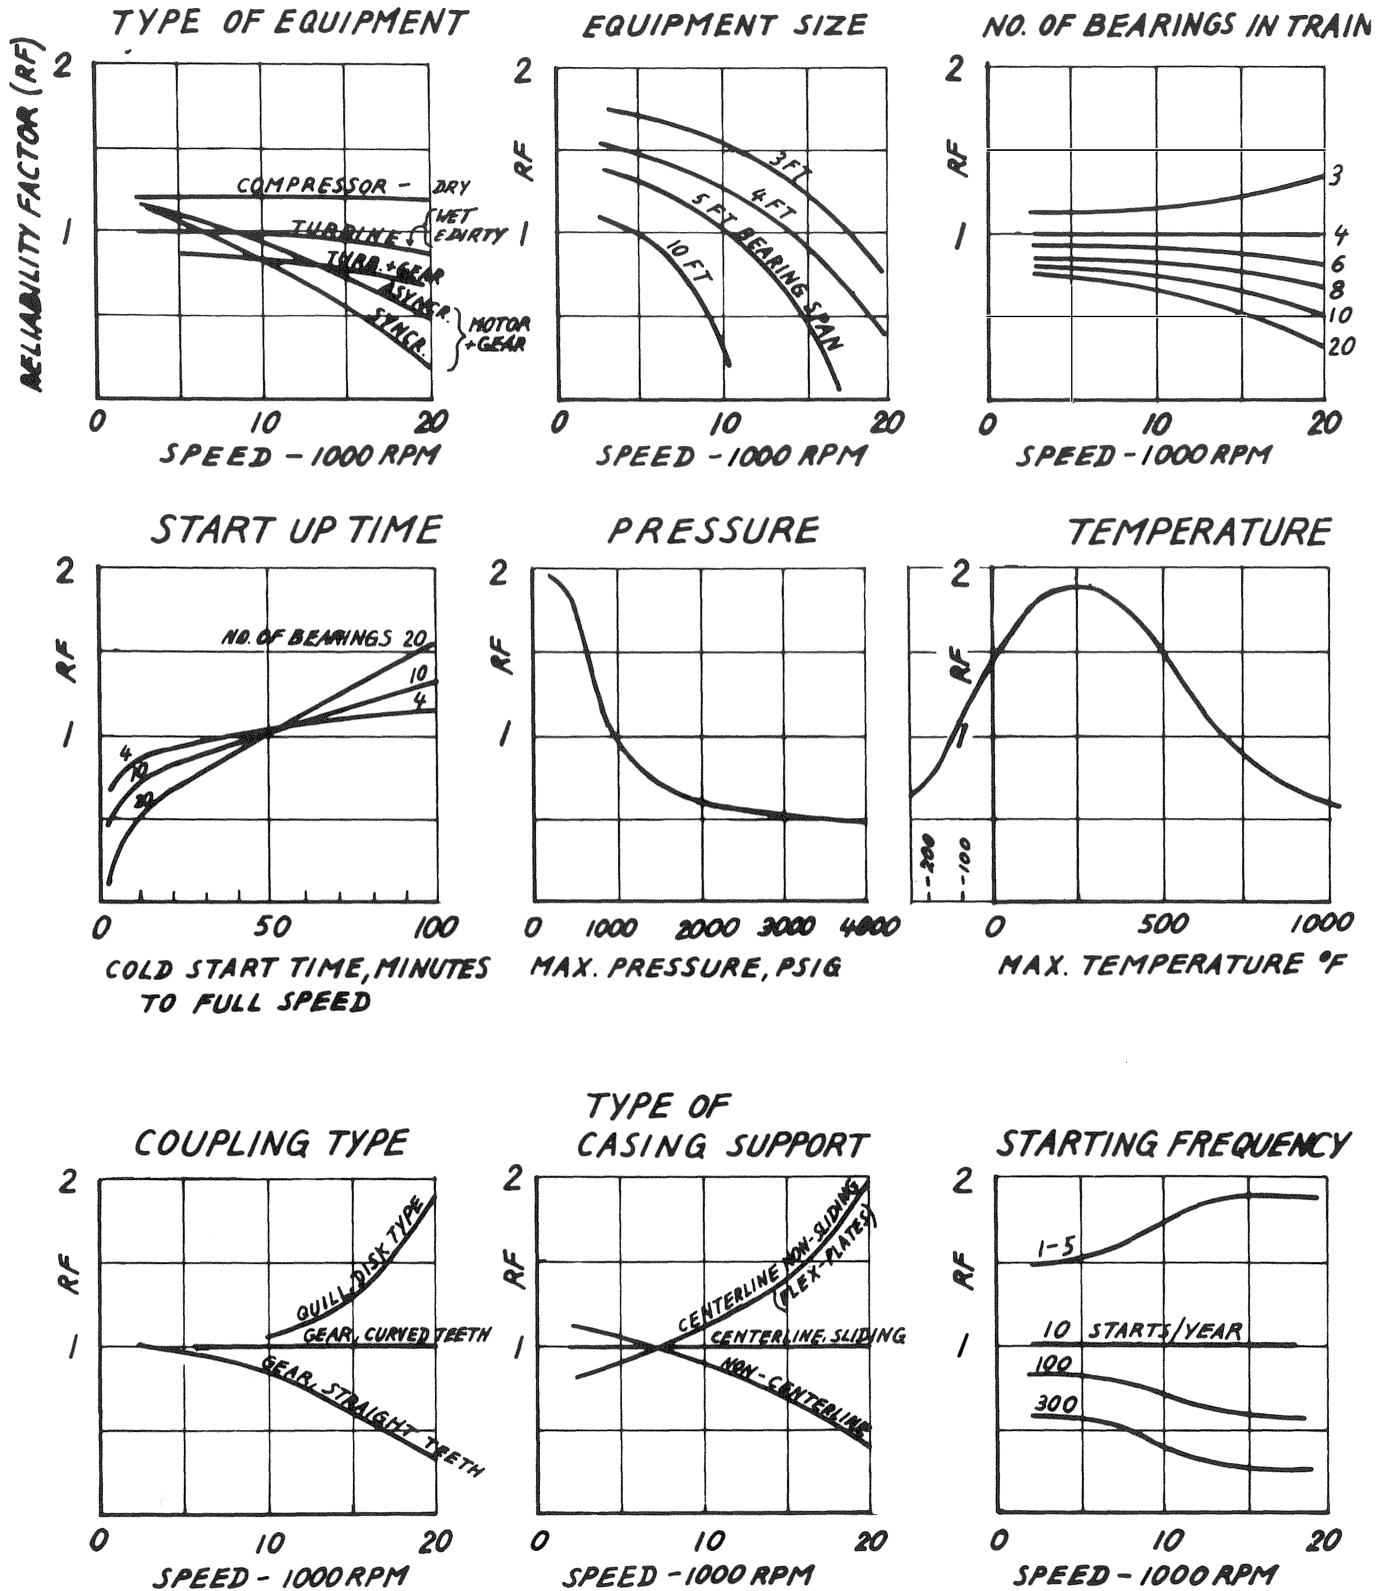 TYPE OF EQUIPMENT
RELIABILITY FACTOR (RF)
2
1
COMPRESSOR - DRY
TURBINE
WET
& DIRTY
TURB. + GEAR
ASYNCR.
SYNCR.
MOTOR
+ GEAR
0 10 20
SPEED - 1000 RPM
EQUIPMENT SIZE
2
RF
1
3 FT
4 FT
5 FT BEARING SPAN
10 FT
0 10 20
SPEED - 1000 RPM
NO. OF BEARINGS IN TRAIN
2
RF
1
3
4
6
8
10
20
0 10 20
SPEED - 1000 RPM
START UP TIME
2
RF
1
NO. OF BEARINGS 20
10
4
4
10
20
0 50 100
COLD START TIME, MINUTES
TO FULL SPEED
PRESSURE
2
RF
1
0 1000 2000 3000 4000
MAX. PRESSURE, PSIG
TEMPERATURE
2
RF
1
-200
-100
0 500 1000
MAX. TEMPERATURE °F
COUPLING TYPE
2
RF
1
QUILL, DISK TYPE
GEAR, CURVED TEETH
GEAR, STRAIGHT TEETH
0 10 20
SPEED - 1000 RPM
TYPE OF
CASING SUPPORT
2
RF
1
CENTERLINE NON-SLIDING
(FLEX-PLATES)
CENTERLINE, SLIDING
NON-CENTERLINE
0 10 20
SPEED - 1000 RPM
STARTING FREQUENCY
2
RF
1
1-5
10 STARTS/YEAR
100
300
0 10 20
SPEED - 1000 RPM